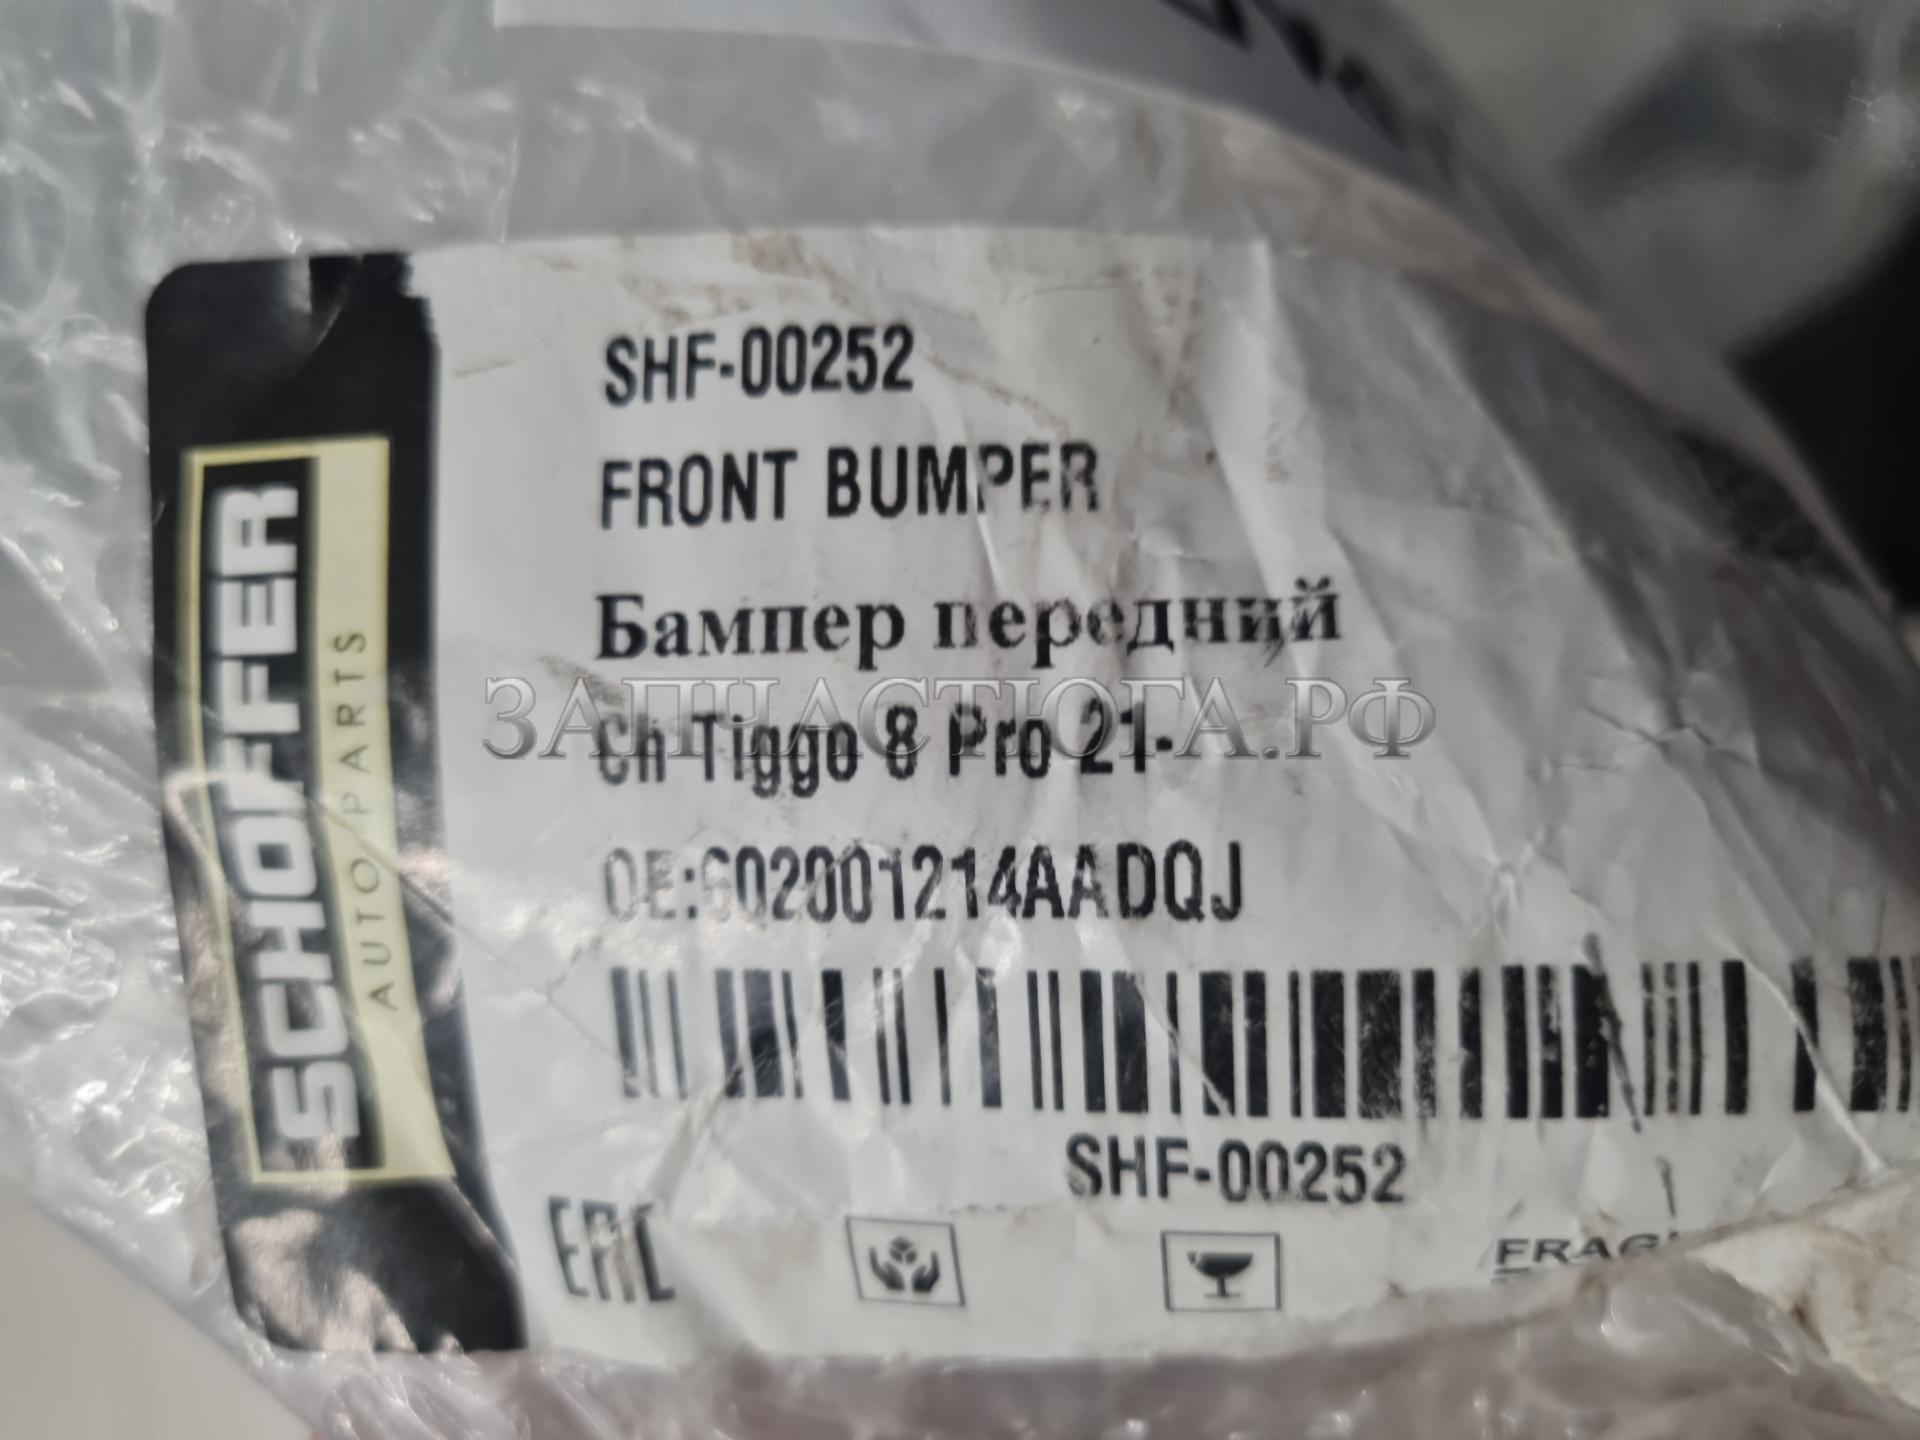 SCHOFFER
AUTO PARTS
SHF-00252
FRONT BUMPER
Бампер передний
ЗАПЧАСТЮГА.РФ
Ch Tiggo 8 Pro 21-
OE:602001214AADQJ
SHF-00252
EAC